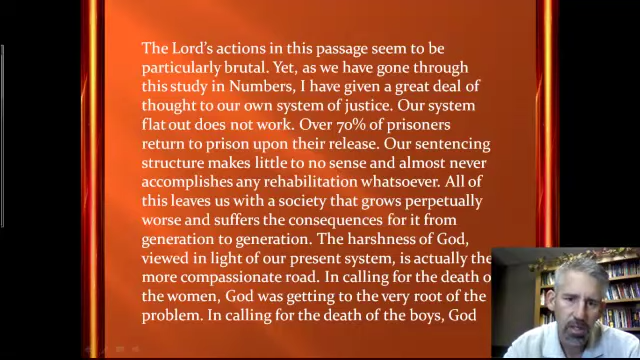 The Lord's actions in this passage seem to be
particularly brutal. Yet, as we have gone through
this study in Numbers, I have given a great deal of
thought to our own system of justice. Our system
flat out does not work. Over 70% of prisoners
return to prison upon their release. Our sentencing
structure makes little to no sense and almost never
accomplishes any rehabilitation whatsoever. All of
this leaves us with a society that grows perpetually
worse and suffers the consequences for it from
generation to generation. The harshness of God,
viewed in light of our present system, is actually the
more compassionate road. In calling for the death o
the women, God was getting to the very root of the
problem. In calling for the death of the boys, God